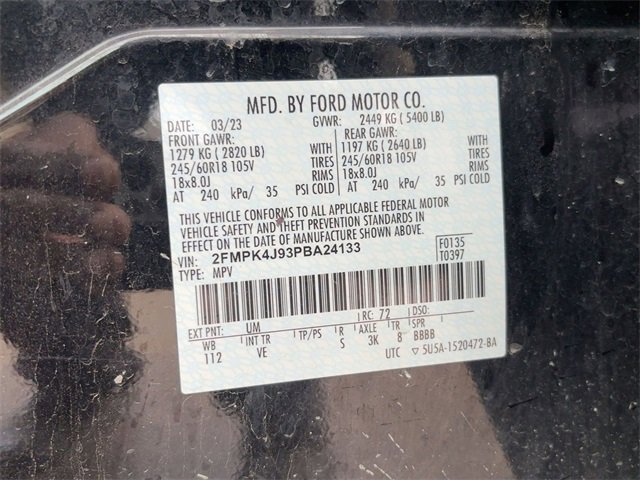 MFD. BY FORD MOTOR CO.
DATE: 03/23 GVWR: 2449 KG ( 5400 LB)
FRONT GAWR: REAR GAWR:
1279 KG ( 2820 LB) WITH 1197 KG ( 2640 LB) WITH
245/60R18 105V TIRES 245/60R18 105V TIRES
18x8.0J RIMS 18x8.0J RIMS
AT 240 kPa/ 35 PSI COLD AT 240 kPa/ 35 PSI COLD
THIS VEHICLE CONFORMS TO ALL APPLICABLE FEDERAL MOTOR
VEHICLE SAFETY AND THEFT PREVENTION STANDARDS IN
EFFECT ON THE DATE OF MANUFACTURE SHOWN ABOVE.
VIN: 2FMPK4J93PBA24133 F0135
TYPE: MPV T0397
EXT PNT: UM RC: 72 DSO:
WB INT TR TP/PS R AXLE TR SPR
112 VE S 3K 8 BBBB
UTC ▽ 5U5A-1520472-BA